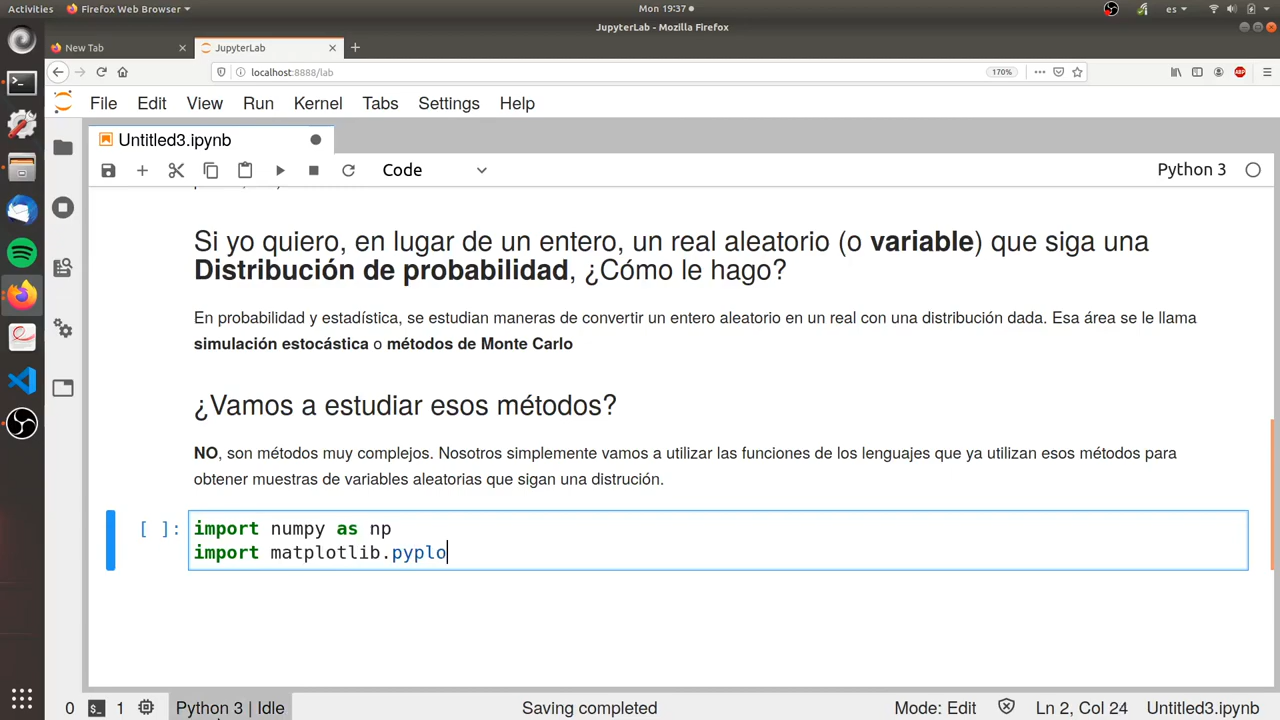 Activities Firefox Web Browser Mon 19:37 es
JupyterLab - Mozilla Firefox
New Tab JupyterLab
localhost:8888/lab 170% ABP
File Edit View Run Kernel Tabs Settings Help
Untitled3.ipynb
Code Python 3
Si yo quiero, en lugar de un entero, un real aleatorio (o variable) que siga una
Distribución de probabilidad, ¿Cómo le hago?
En probabilidad y estadística, se estudian maneras de convertir un entero aleatorio en un real con una distribución dada. Esa área se le llama
simulación estocástica o métodos de Monte Carlo
¿Vamos a estudiar esos métodos?
NO, son métodos muy complejos. Nosotros simplemente vamos a utilizar las funciones de los lenguajes que ya utilizan esos métodos para
obtener muestras de variables aleatorias que sigan una distrución.
[ ]: import numpy as np
import matplotlib.pyplo
0 1 Python 3 | Idle Saving completed Mode: Edit Ln 2, Col 24 Untitled3.ipynb